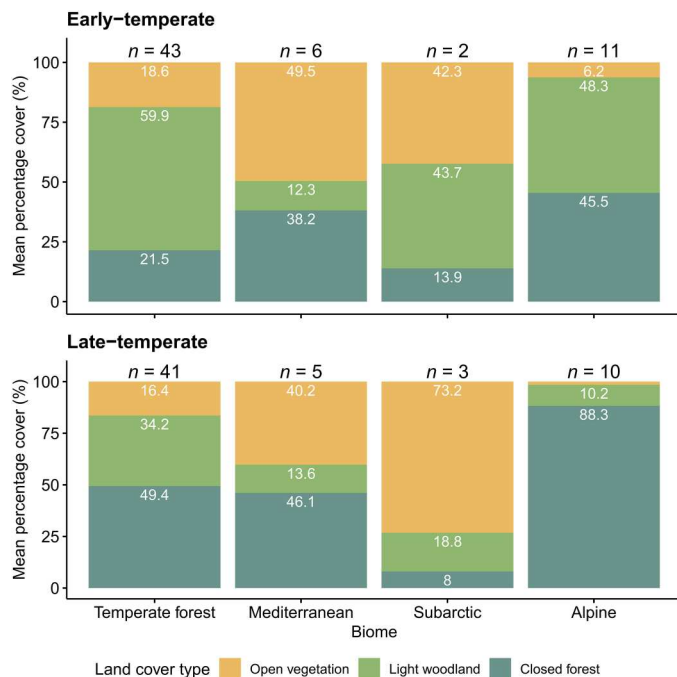 Early−temperate
n = 43 n = 6 n = 2 n = 11
Mean percentage cover (%)
100
75
50
25
0
18.6 49.5 42.3 6.2
59.9 12.3 43.7 48.3
21.5 38.2 13.9 45.5
Late−temperate
n = 41 n = 5 n = 3 n = 10
Mean percentage cover (%)
100
75
50
25
0
16.4 40.2 73.2
34.2 13.6 18.8 10.2
49.4 46.1 8 88.3
Temperate forest Mediterranean Subarctic Alpine
Biome
Land cover type Open vegetation Light woodland Closed forest